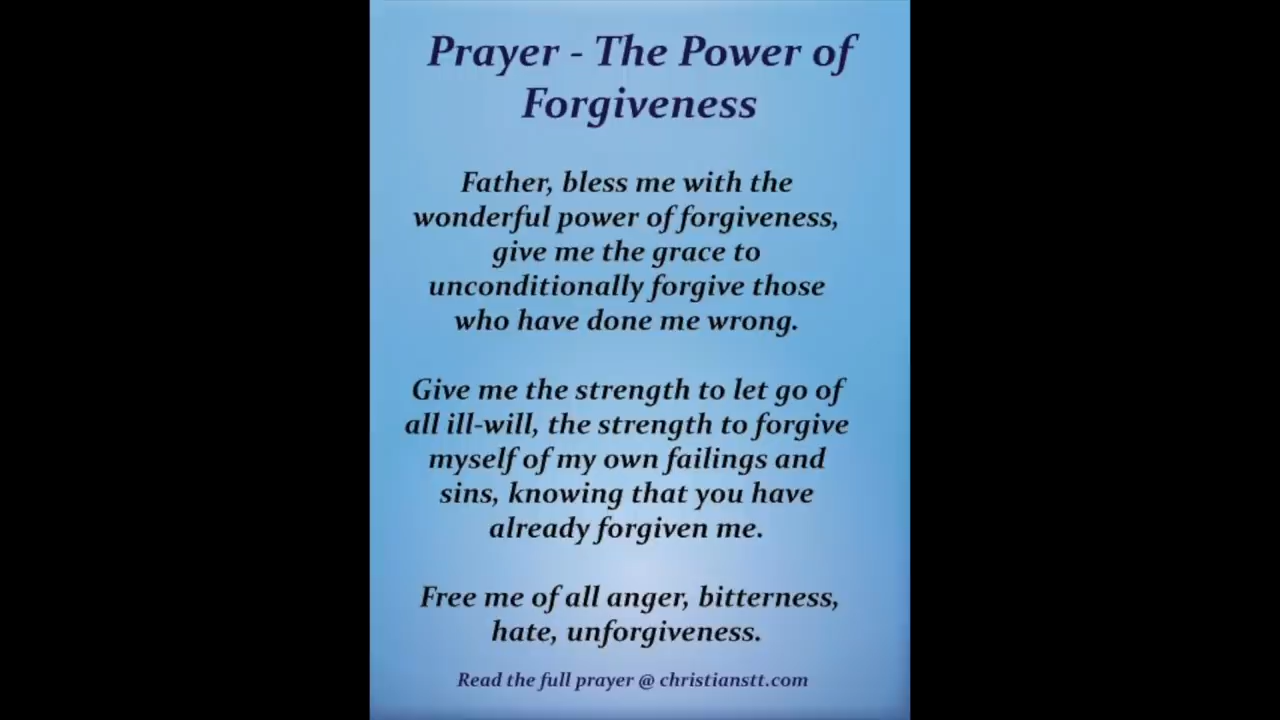 Prayer - The Power of
Forgiveness
Father, bless me with the
wonderful power of forgiveness,
give me the grace to
unconditionally forgive those
who have done me wrong.
Give me the strength to let go of
all ill-will, the strength to forgive
myself of my own failings and
sins, knowing that you have
already forgiven me.
Free me of all anger, bitterness,
hate, unforgiveness.
Read the full prayer @ christianstt.com